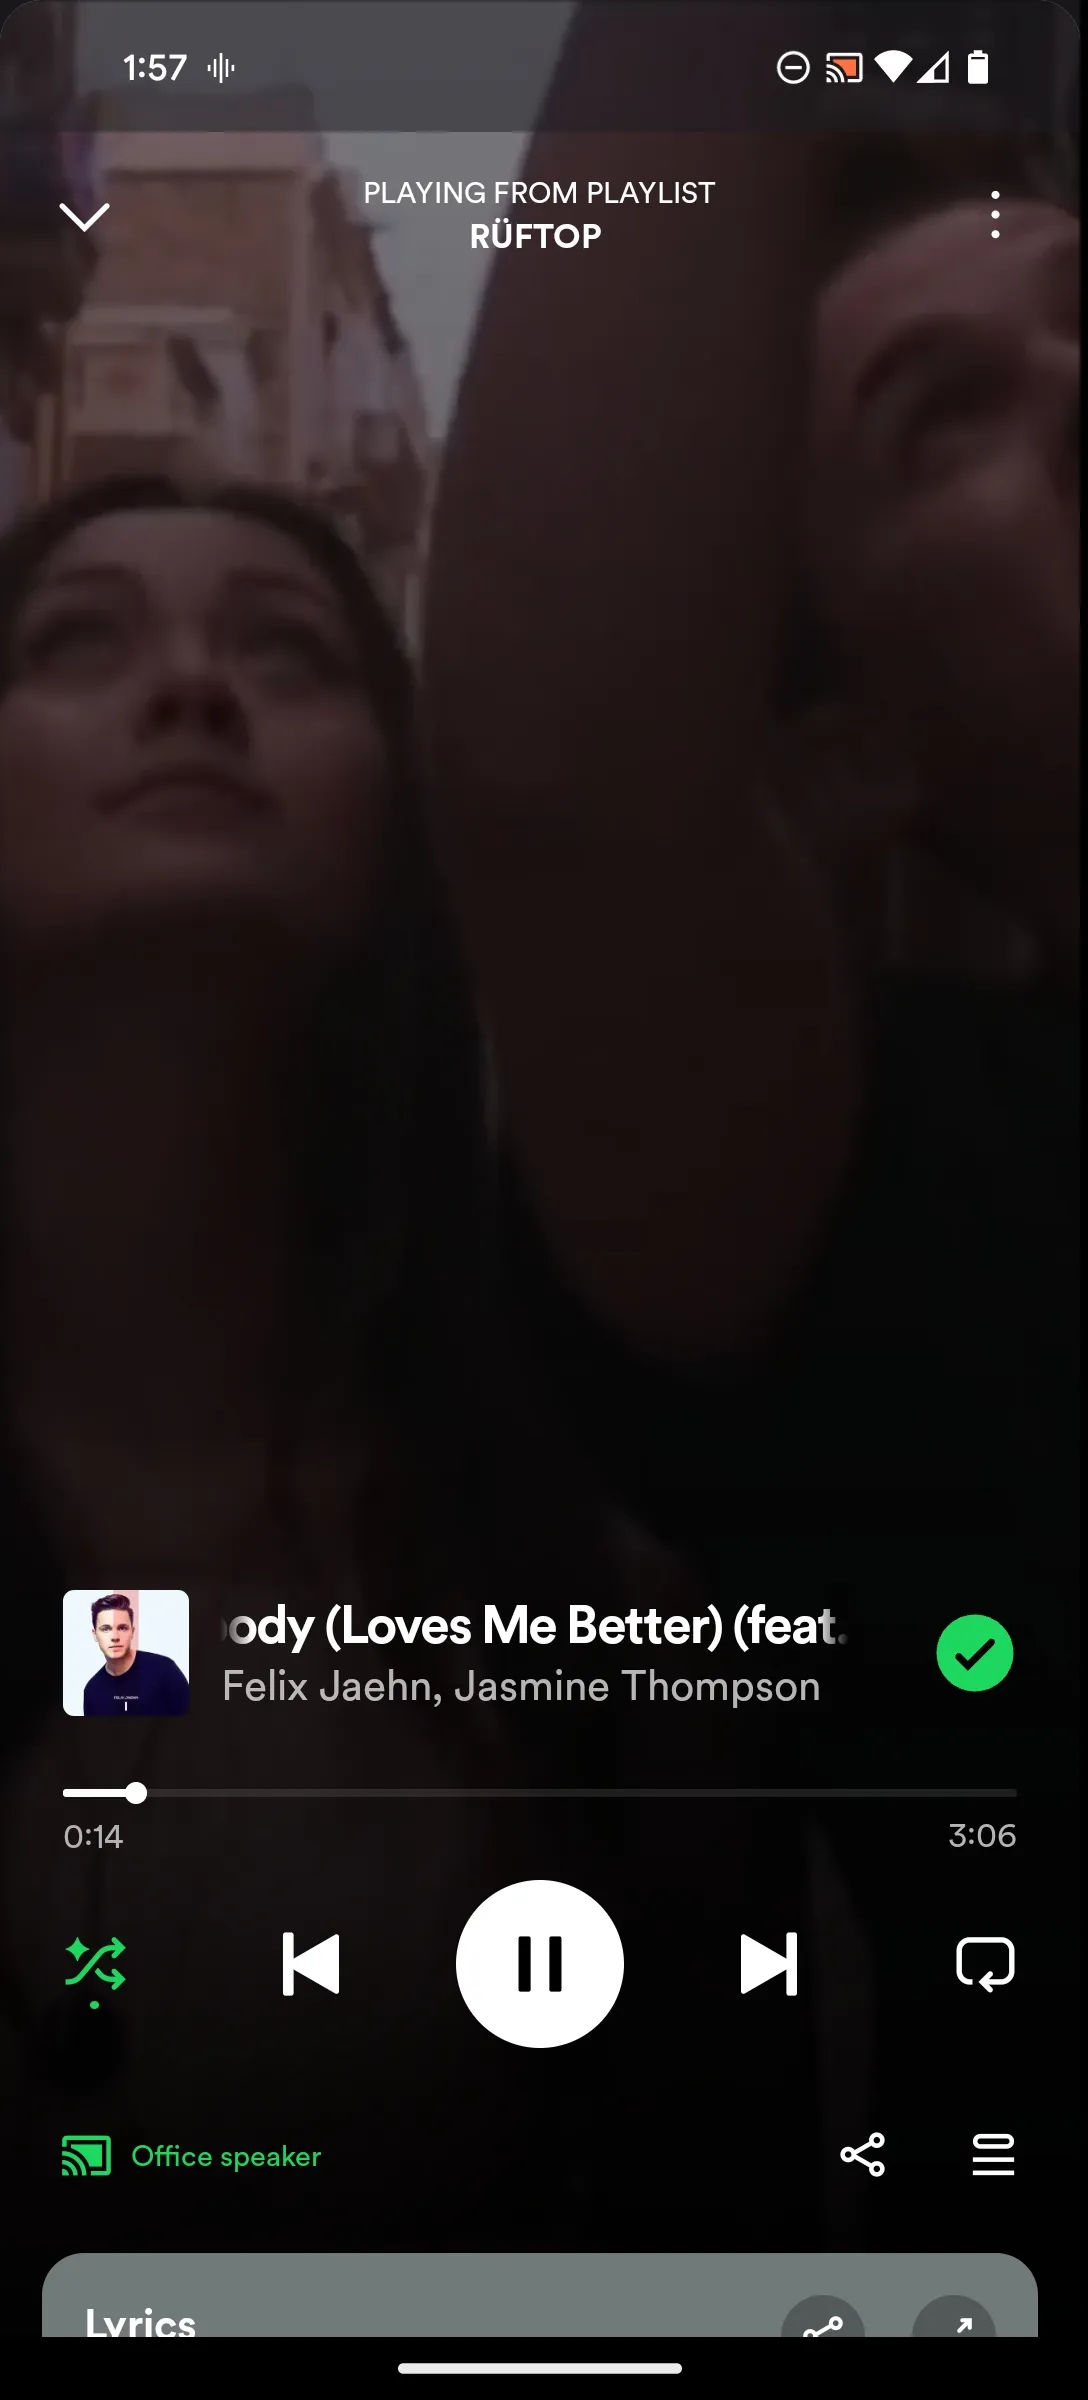 1:57
PLAYING FROM PLAYLIST
RÜFTOP
ody (Loves Me Better) (feat.
Felix Jaehn, Jasmine Thompson
0:14
3:06
Office speaker
Lyrics